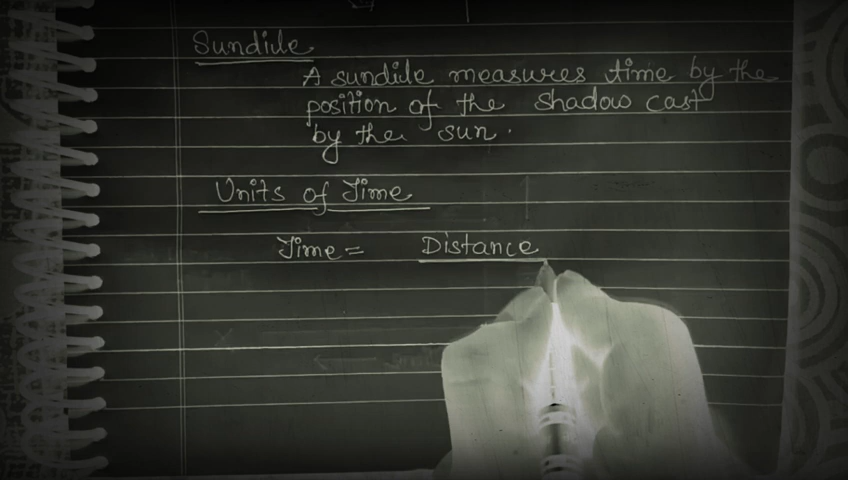 Sundile
A sundile measures time by the
position of the shadow cast
by the sun.
Units of Time
Time = Distance